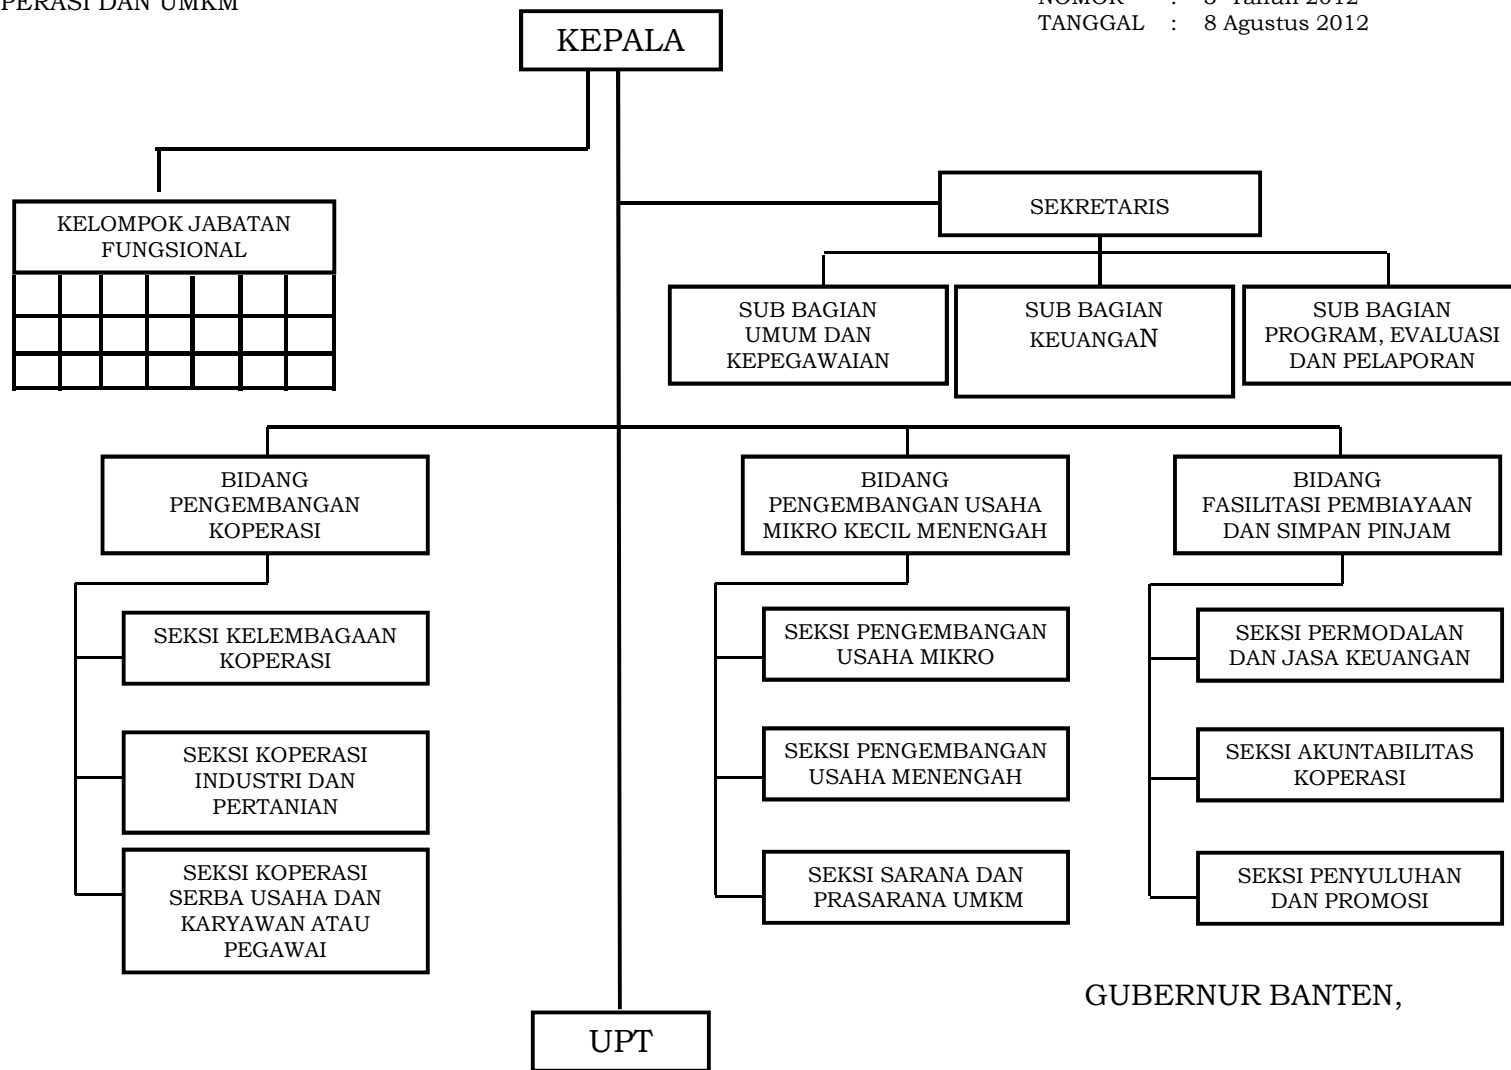 PERASI DAN UMKM
TANGGAL : 8 Agustus 2012
KEPALA
KELOMPOK JABATAN
FUNGSIONAL
SEKRETARIS
SUB BAGIAN
UMUM DAN
KEPEGAWAIAN
SUB BAGIAN
KEUANGAN
SUB BAGIAN
PROGRAM, EVALUASI
DAN PELAPORAN
BIDANG
PENGEMBANGAN
KOPERASI
BIDANG
PENGEMBANGAN USAHA
MIKRO KECIL MENENGAH
BIDANG
FASILITASI PEMBIAYAAN
DAN SIMPAN PINJAM
SEKSI KELEMBAGAAN
KOPERASI
SEKSI KOPERASI
INDUSTRI DAN
PERTANIAN
SEKSI KOPERASI
SERBA USAHA DAN
KARYAWAN ATAU
PEGAWAI
SEKSI PENGEMBANGAN
USAHA MIKRO
SEKSI PENGEMBANGAN
USAHA MENENGAH
SEKSI SARANA DAN
PRASARANA UMKM
SEKSI PERMODALAN
DAN JASA KEUANGAN
SEKSI AKUNTABILITAS
KOPERASI
SEKSI PENYULUHAN
DAN PROMOSI
GUBERNUR BANTEN,
UPT